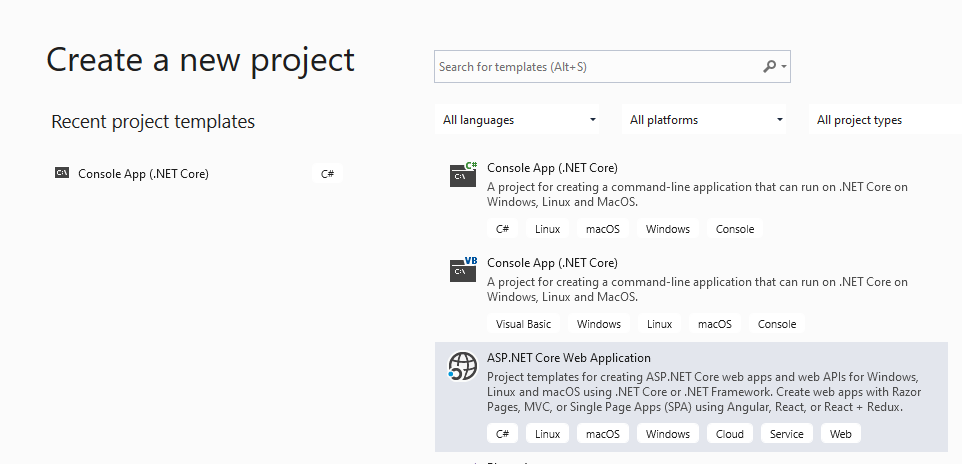 Create a new project
Search for templates (Alt+S)
Recent project templates
All languages
All platforms
All project types
C:\ Console App (.NET Core) C#
C#
C:\
Console App (.NET Core)
A project for creating a command-line application that can run on .NET Core on
Windows, Linux and MacOS.
C# Linux macOS Windows Console
VB
C:\
Console App (.NET Core)
A project for creating a command-line application that can run on .NET Core on
Windows, Linux and MacOS.
Visual Basic Windows Linux macOS Console
ASP.NET Core Web Application
Project templates for creating ASP.NET Core web apps and web APIs for Windows,
Linux and macOS using .NET Core or .NET Framework. Create web apps with Razor
Pages, MVC, or Single Page Apps (SPA) using Angular, React, or React + Redux.
C# Linux macOS Windows Cloud Service Web